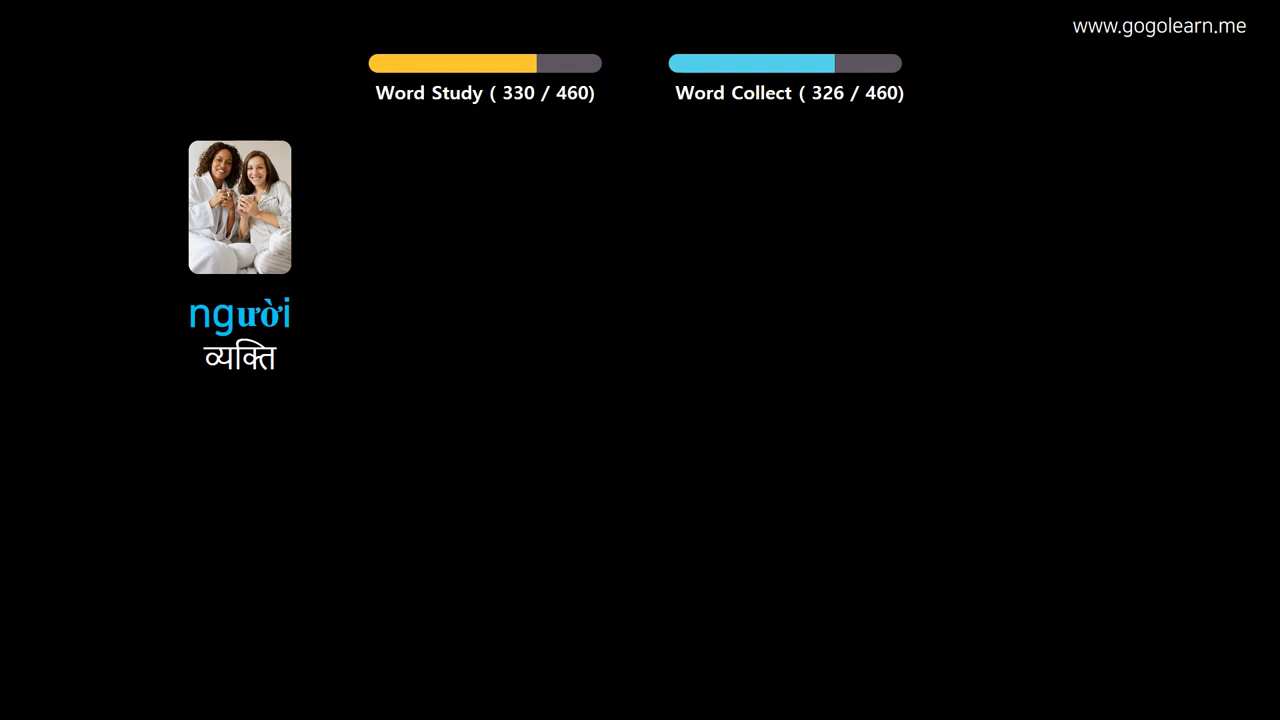 www.gogolearn.me
Word Study ( 330 / 460)
Word Collect ( 326 / 460)
người
व्यक्ति